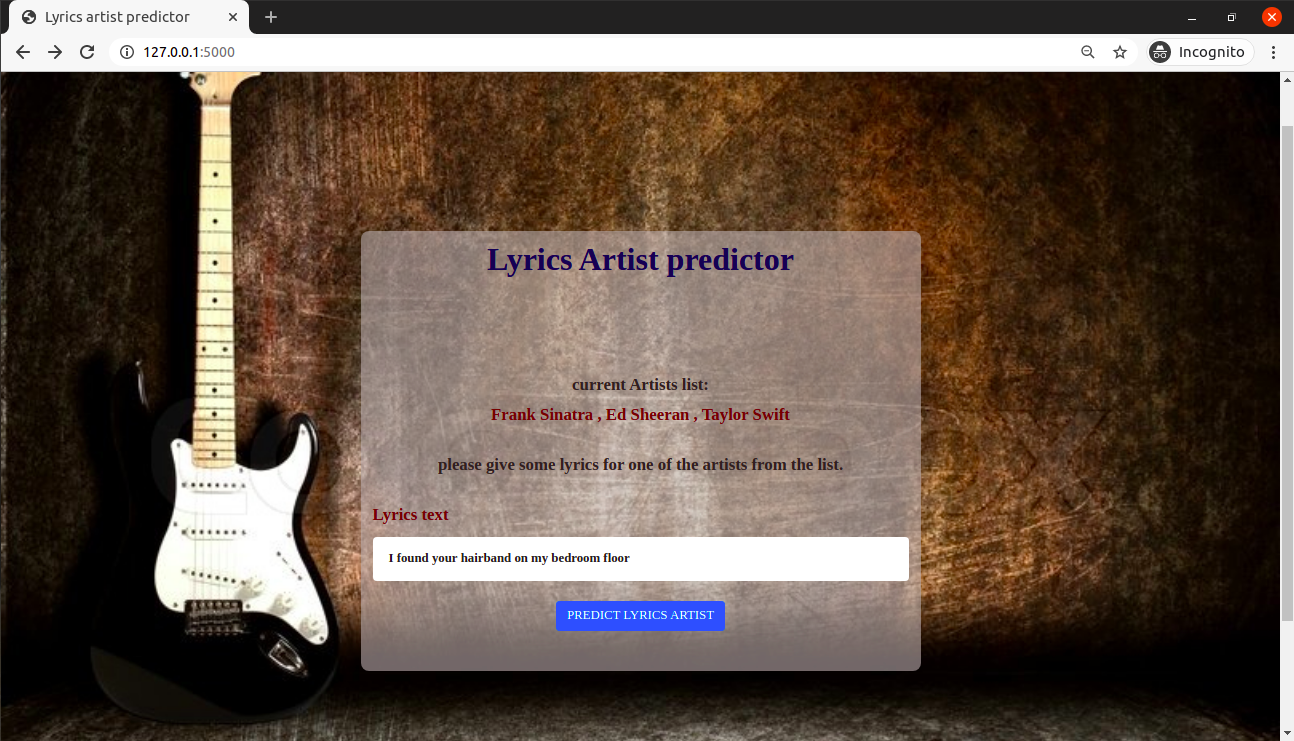 Lyrics artist predictor
127.0.0.1:5000
Incognito
Lyrics Artist predictor
current Artists list:
Frank Sinatra , Ed Sheeran , Taylor Swift
please give some lyrics for one of the artists from the list.
Lyrics text
I found your hairband on my bedroom floor
PREDICT LYRICS ARTIST